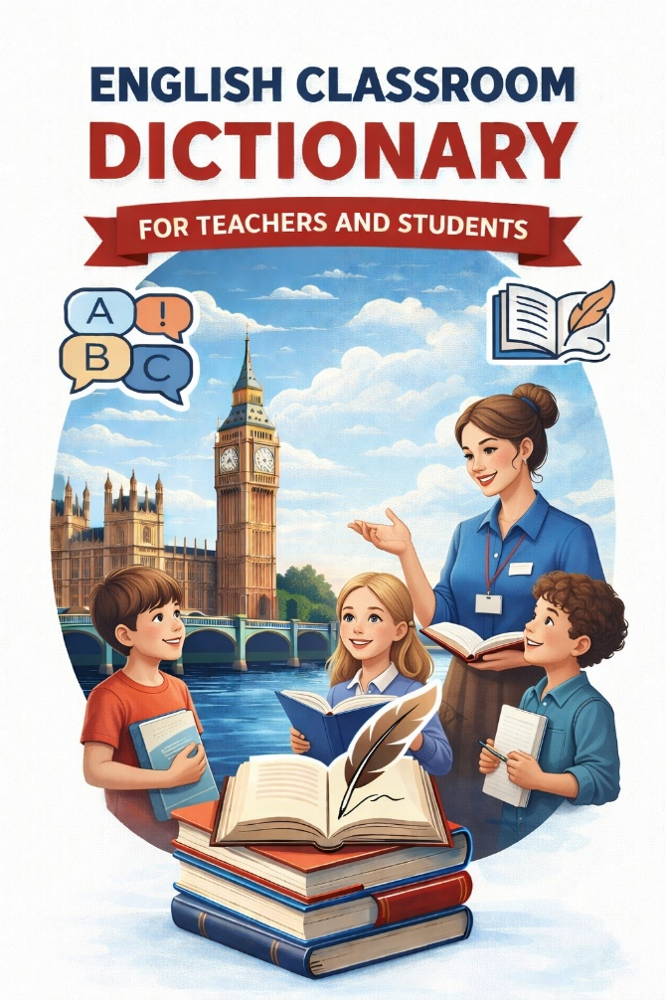 ENGLISH CLASSROOM
DICTIONARY
FOR TEACHERS AND STUDENTS
A !
B C